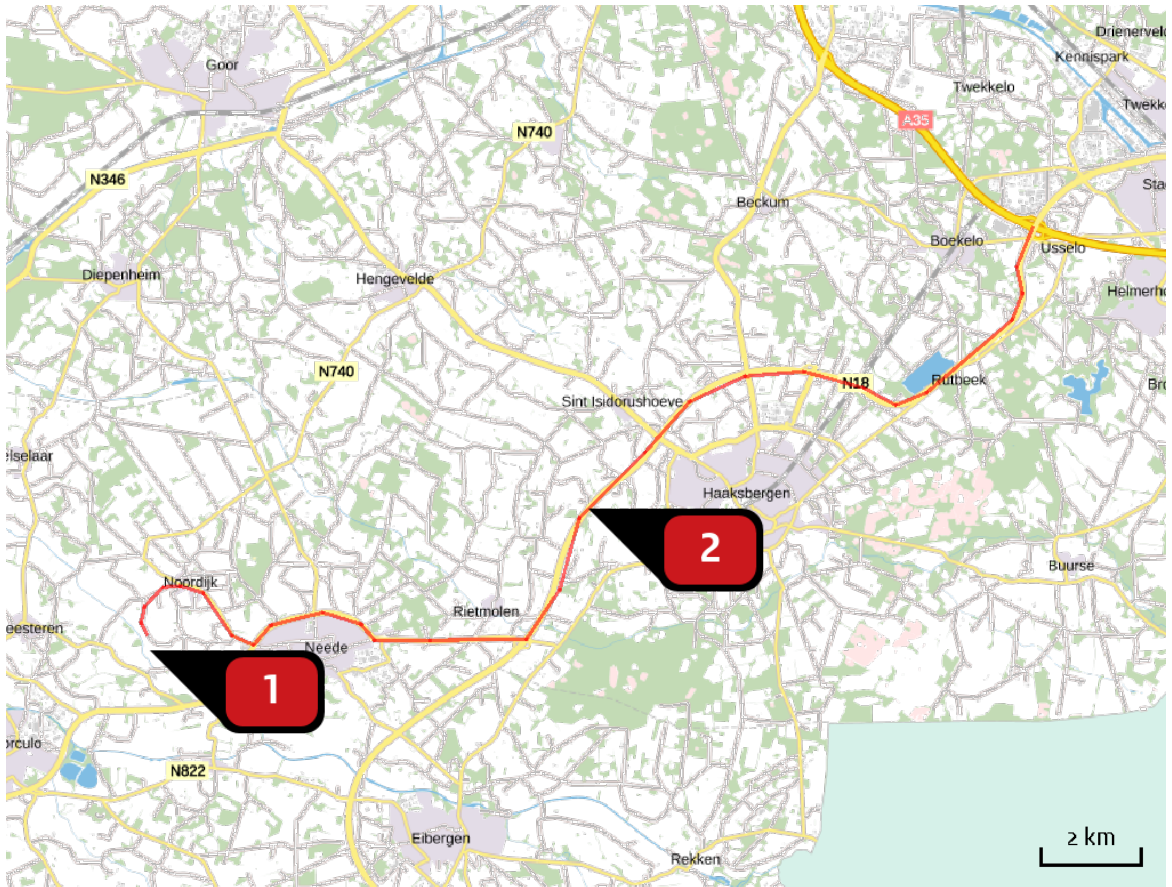 Drienerveld
Kennispark
Goor
Twekkelo
Twekk
A35
N740
N346
Sta
Beckum
Boekelo
Usselo
Diepenheim
Hengevelde
Helmerho
N740
N18
Rutbeek
Bro
Sint Isidorushoeve
elselaar
Haaksbergen
Buurse
Noordijk
Rietmolen
eesteren
Neede
1
2
orculo
N822
Eibergen
Rekken
2 km